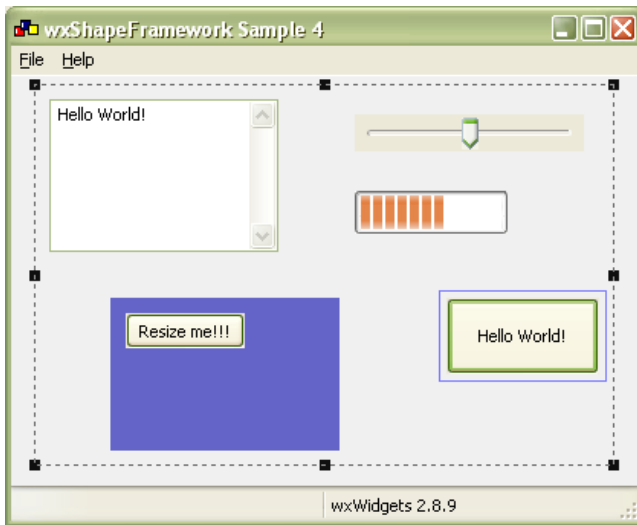 wxShapeFramework Sample 4
File Help
Hello World!
Resize me!!!
Hello World!
wxWidgets 2.8.9